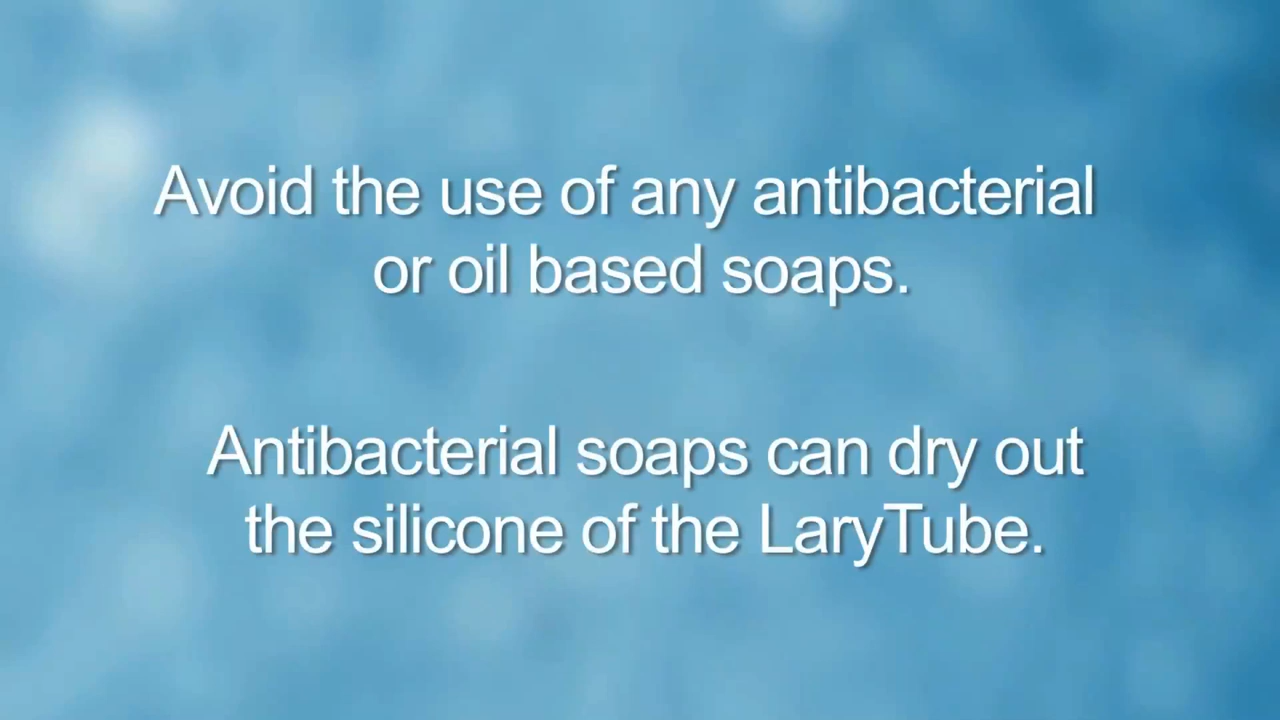 Avoid the use of any antibacterial
or oil based soaps.
Antibacterial soaps can dry out
the silicone of the LaryTube.